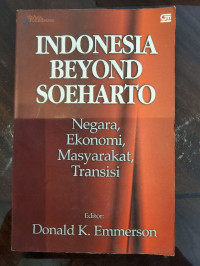 INDONESIA
BEYOND
SOEHARTO
Negara,
Ekonomi,
Masyarakat,
Transisi
Editor:
Donald K. Emmerson